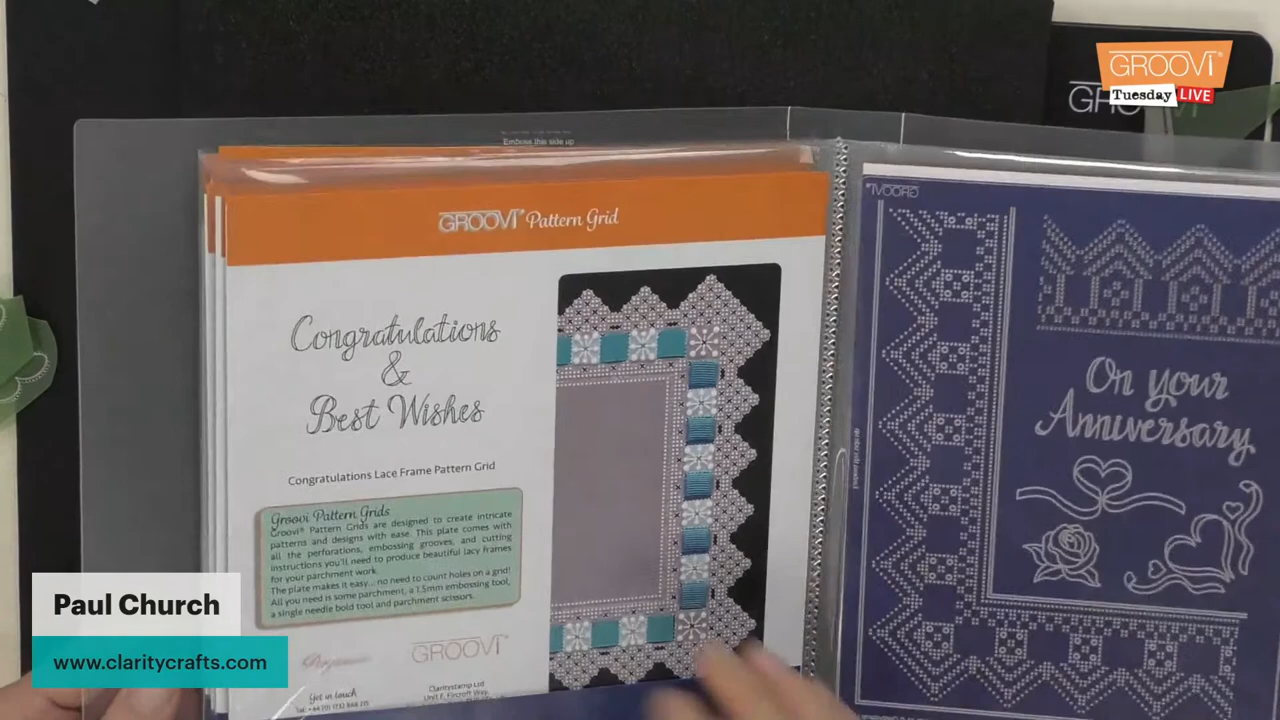 GROOVI®
Tuesday LIVE
Emboss this side up
GROOVI® Pattern Grid
Congratulations
&
Best Wishes
Congratulations Lace Frame Pattern Grid
Groovi Pattern Grids
Groovi® Pattern Grids are designed to create intricate
patterns and designs with ease. This plate comes with
all the perforations, embossing grooves, and cutting
instructions you'll need to produce beautiful lacy frames
for your parchment work.
The plate makes it easy... no need to count holes on a grid!
All you need is some parchment, a 1.5mm embossing tool,
a single needle bold tool and parchment scissors.
GROOVI®
Get in touch
Claritystamp Ltd
Unit F, Fircroft Way,
GROOVI
On your
Anniversary
Paul Church
www.claritycrafts.com